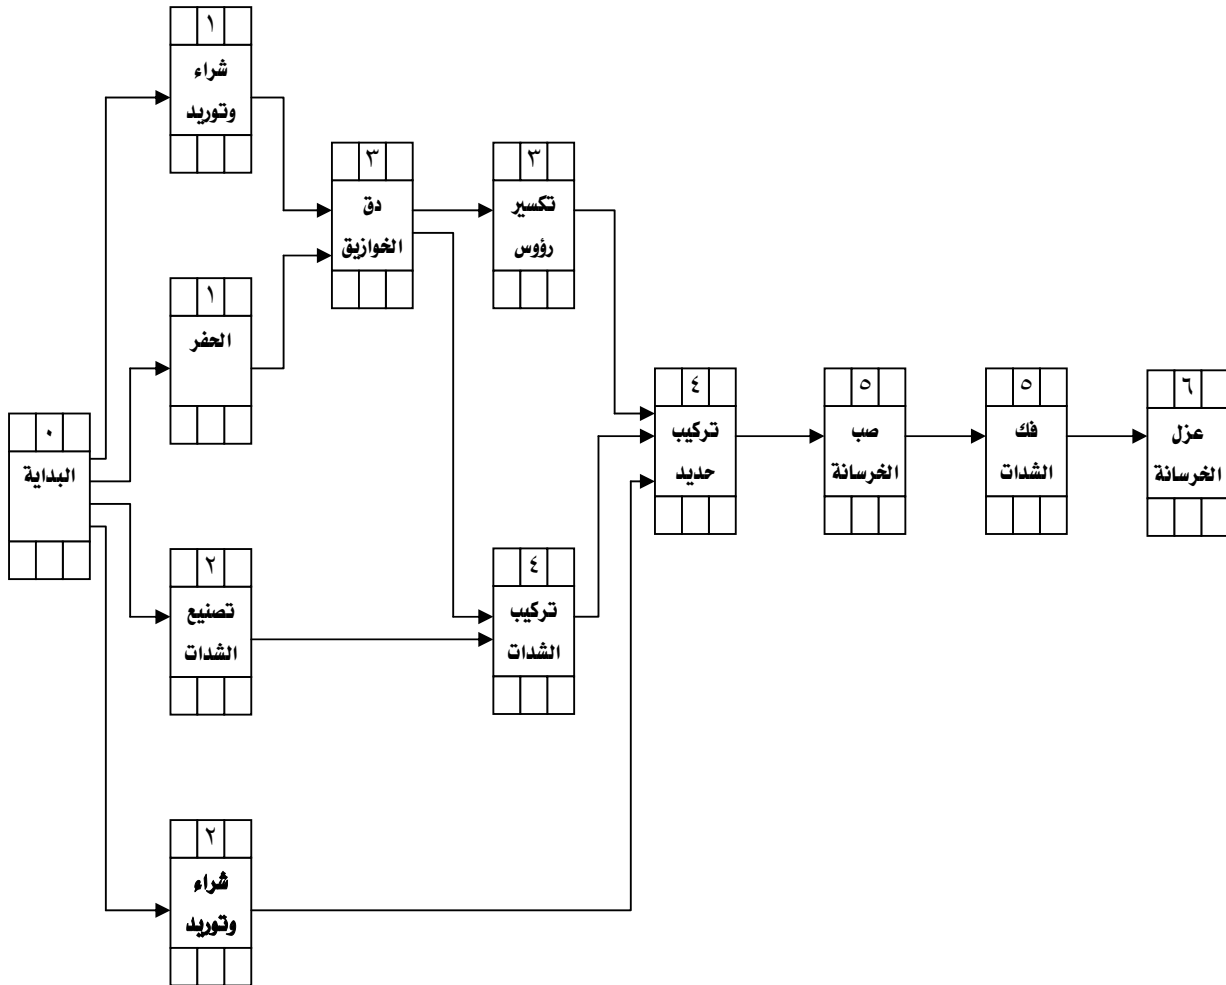 ١
شراء
وتوريد
٣
دق
الخوازيق
٣
تكسير
رؤوس
١
الحفر
٠
البداية
٤
تركيب
حديد
٥
صب
الخرسانة
٥
فك
الشدات
٦
عزل
الخرسانة
٢
تصنيع
الشدات
٤
تركيب
الشدات
٢
شراء
وتوريد